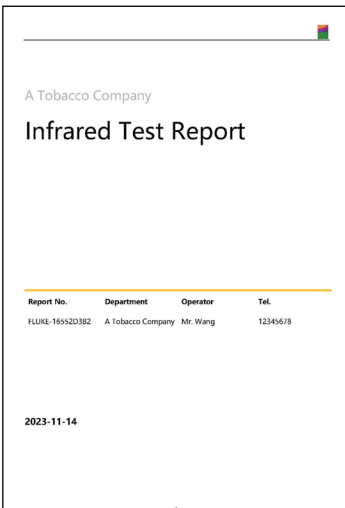 A Tobacco Company
Infrared Test Report
Report No. Department Operator Tel.
FLUKE-16552D3B2 A Tobacco Company Mr. Wang 12345678
2023-11-14